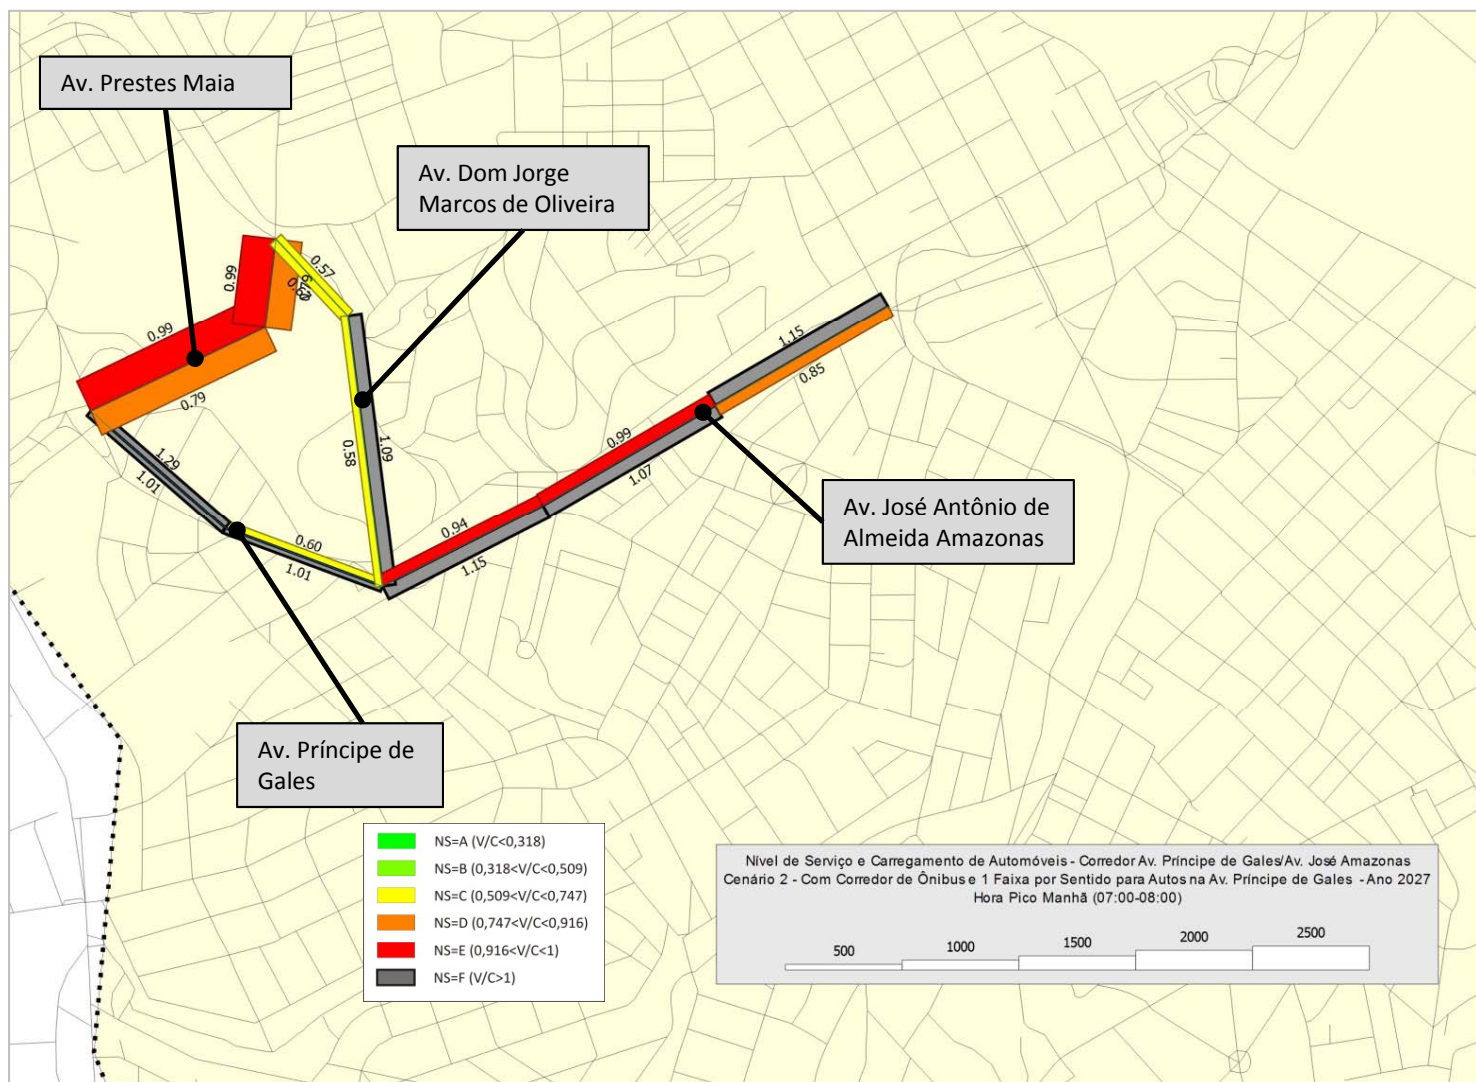 Av. Prestes Maia
Av. Dom Jorge
Marcos de Oliveira
0.57
0.99
0.99
0.79
1.15
0.85
0.99
1.07
1.09
0.58
1.29
1.01
0.94
1.15
0.60
1.01
Av. José Antônio de
Almeida Amazonas
Av. Príncipe de
Gales
NS=A (V/C<0,318)
NS=B (0,318<V/C<0,509)
NS=C (0,509<V/C<0,747)
NS=D (0,747<V/C<0,916)
NS=E (0,916<V/C<1)
NS=F (V/C>1)
Nível de Serviço e Carregamento de Automóveis - Corredor Av. Príncipe de Gales/Av. José Amazonas
Cenário 2 - Com Corredor de Ônibus e 1 Faixa por Sentido para Autos na Av. Príncipe de Gales - Ano 2027
Hora Pico Manhã (07:00-08:00)
500
1000
1500
2000
2500